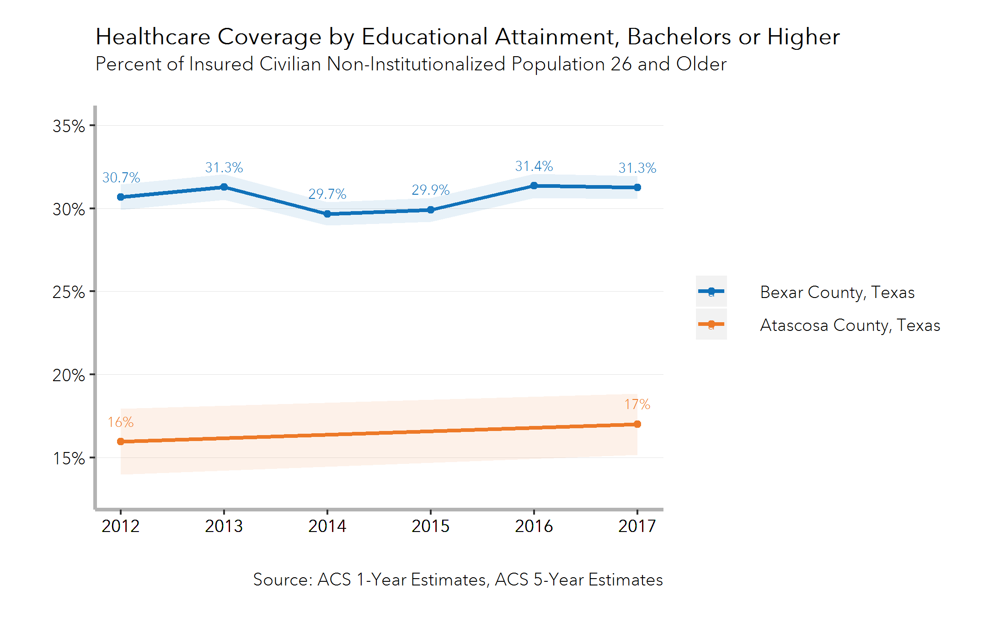 Healthcare Coverage by Educational Attainment, Bachelors or Higher
Percent of Insured Civilian Non-Institutionalized Population 26 and Older
35%
30%
25%
20%
15%
30.7%
31.3%
29.7%
29.9%
31.4%
31.3%
16%
17%
2012 2013 2014 2015 2016 2017
a Bexar County, Texas
a Atascosa County, Texas
Source: ACS 1-Year Estimates, ACS 5-Year Estimates